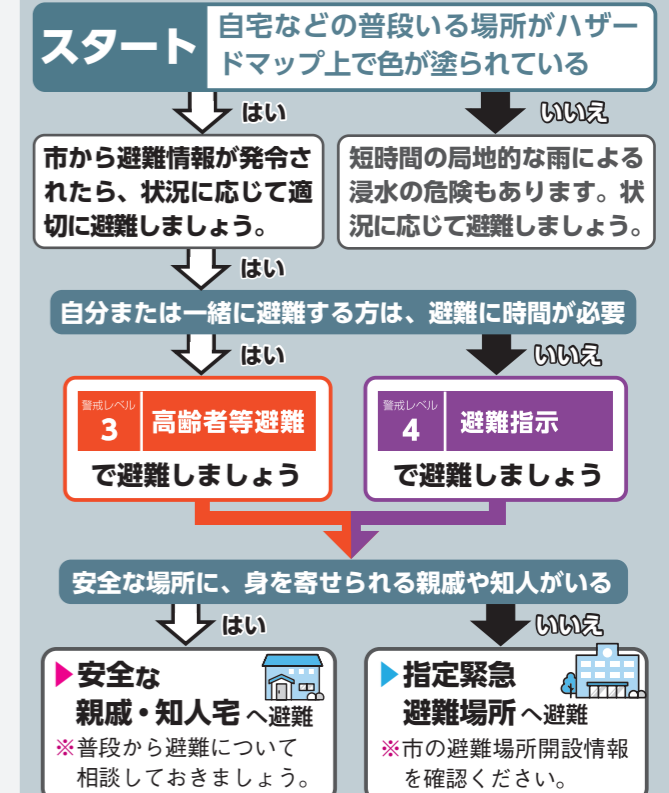 スタート
自宅などの普段いる場所がハザー
ドマップ上で色が塗られている
はい
いいえ
市から避難情報が発令さ
れたら、状況に応じて適
切に避難しましょう。
短時間の局地的な雨による
浸水の危険もあります。状
況に応じて避難しましょう。
はい
自分または一緒に避難する方は、避難に時間が必要
はい
いいえ
警戒レベル
3
高齢者等避難
で避難しましょう
警戒レベル
4
避難指示
で避難しましょう
安全な場所に、身を寄せられる親戚や知人がいる
はい
いいえ
▶安全な
親戚・知人宅へ避難
※普段から避難について
相談しておきましょう。
▶指定緊急
避難場所へ避難
※市の避難場所開設情報
を確認ください。